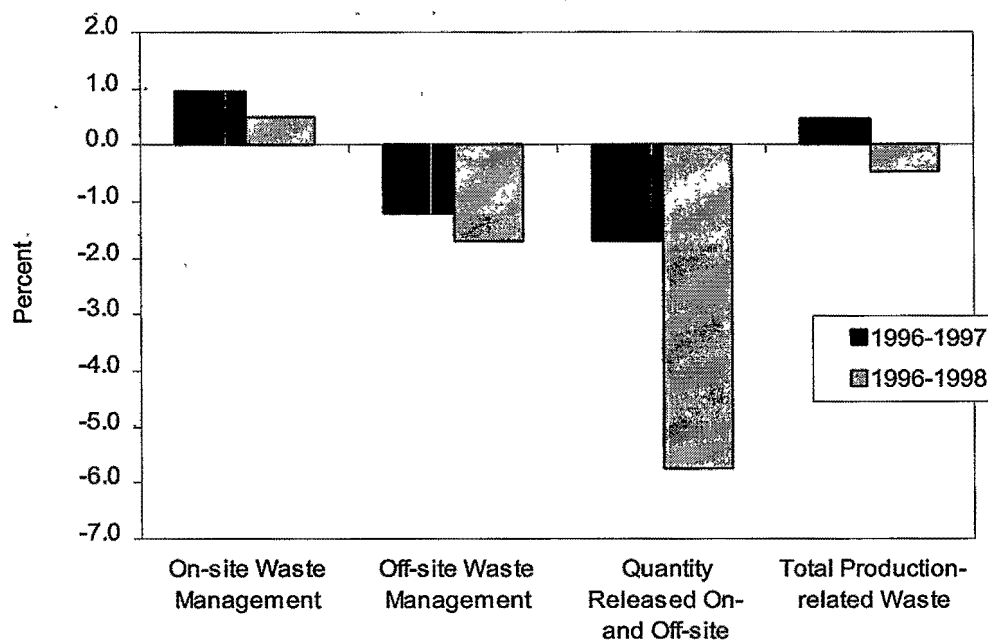 2.0
1.0
0.0
-1.0
-2.0
-3.0
-4.0
-5.0
-6.0
-7.0
Percent
1996-1997
1996-1998
On-site Waste
Management
Off-site Waste
Management
Quantity
Released On-
and Off-site
Total Production-
related Waste